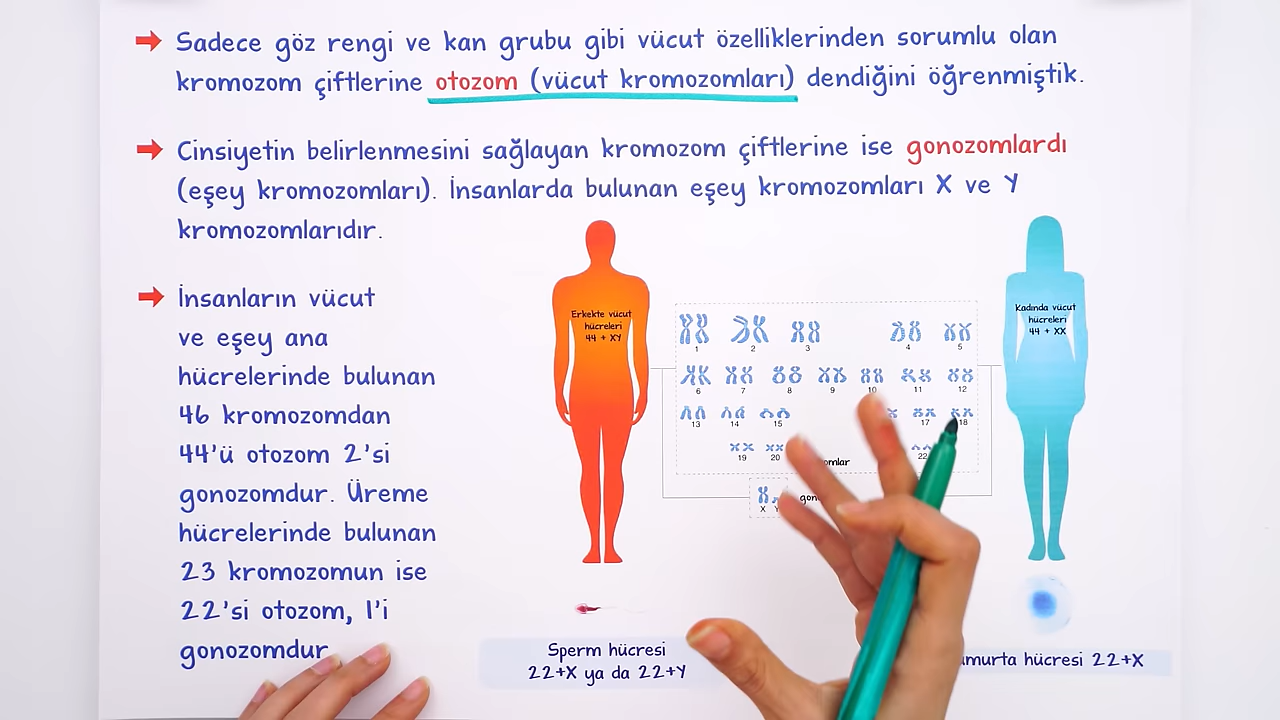 Sadece göz rengi ve kan grubu gibi vücut özelliklerinden sorumlu olan
kromozom çiftlerine otozom (vücut kromozomları) dendiğini öğrenmiştik.
Cinsiyetin belirlenmesini sağlayan kromozom çiftlerine ise gonozomlardı
(eşey kromozomları). İnsanlarda bulunan eşey kromozomları X ve Y
kromozomlarıdır.
İnsanların vücut
ve eşey ana
hücrelerinde bulunan
46 kromozomdan
44'ü otozom 2'si
gonozomdur. Üreme
hücrelerinde bulunan
23 kromozomun ise
22'si otozom, 1'i
gonozomdur
Erkekte vücut
hücreleri
44 + XY
1 2 3 4 5
6 7 8 9 10 11 12
13 14 15 17 18
19 20 22
X Y
Kadında vücut
hücreleri
44 + XX
Sperm hücresi
22+X ya da 22+Y
hücresi 22+X